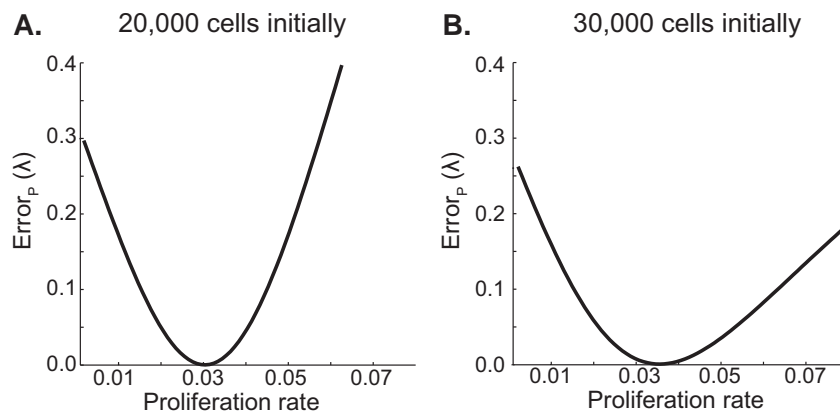 A. 20,000 cells initially
0.4
0.3
0.2
0.1
0.0
Error_P (λ)
0.01 0.03 0.05 0.07
Proliferation rate
B. 30,000 cells initially
0.4
0.3
0.2
0.1
0.0
Error_P (λ)
0.01 0.03 0.05 0.07
Proliferation rate